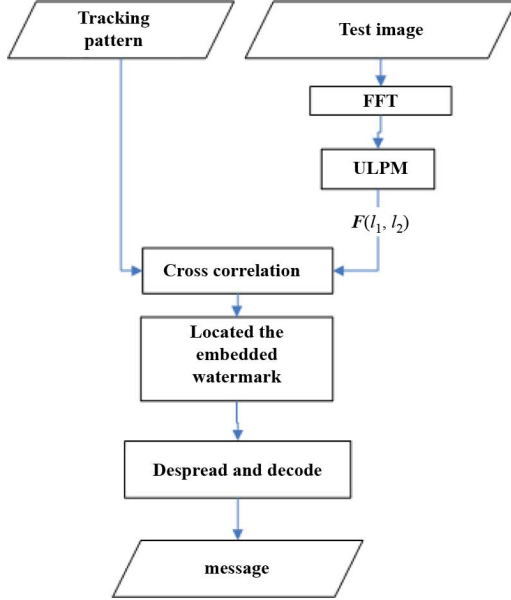 Tracking
pattern
Test image
FFT
ULPM
F(l₁, l₂)
Cross correlation
Located the
embedded
watermark
Despread and decode
message